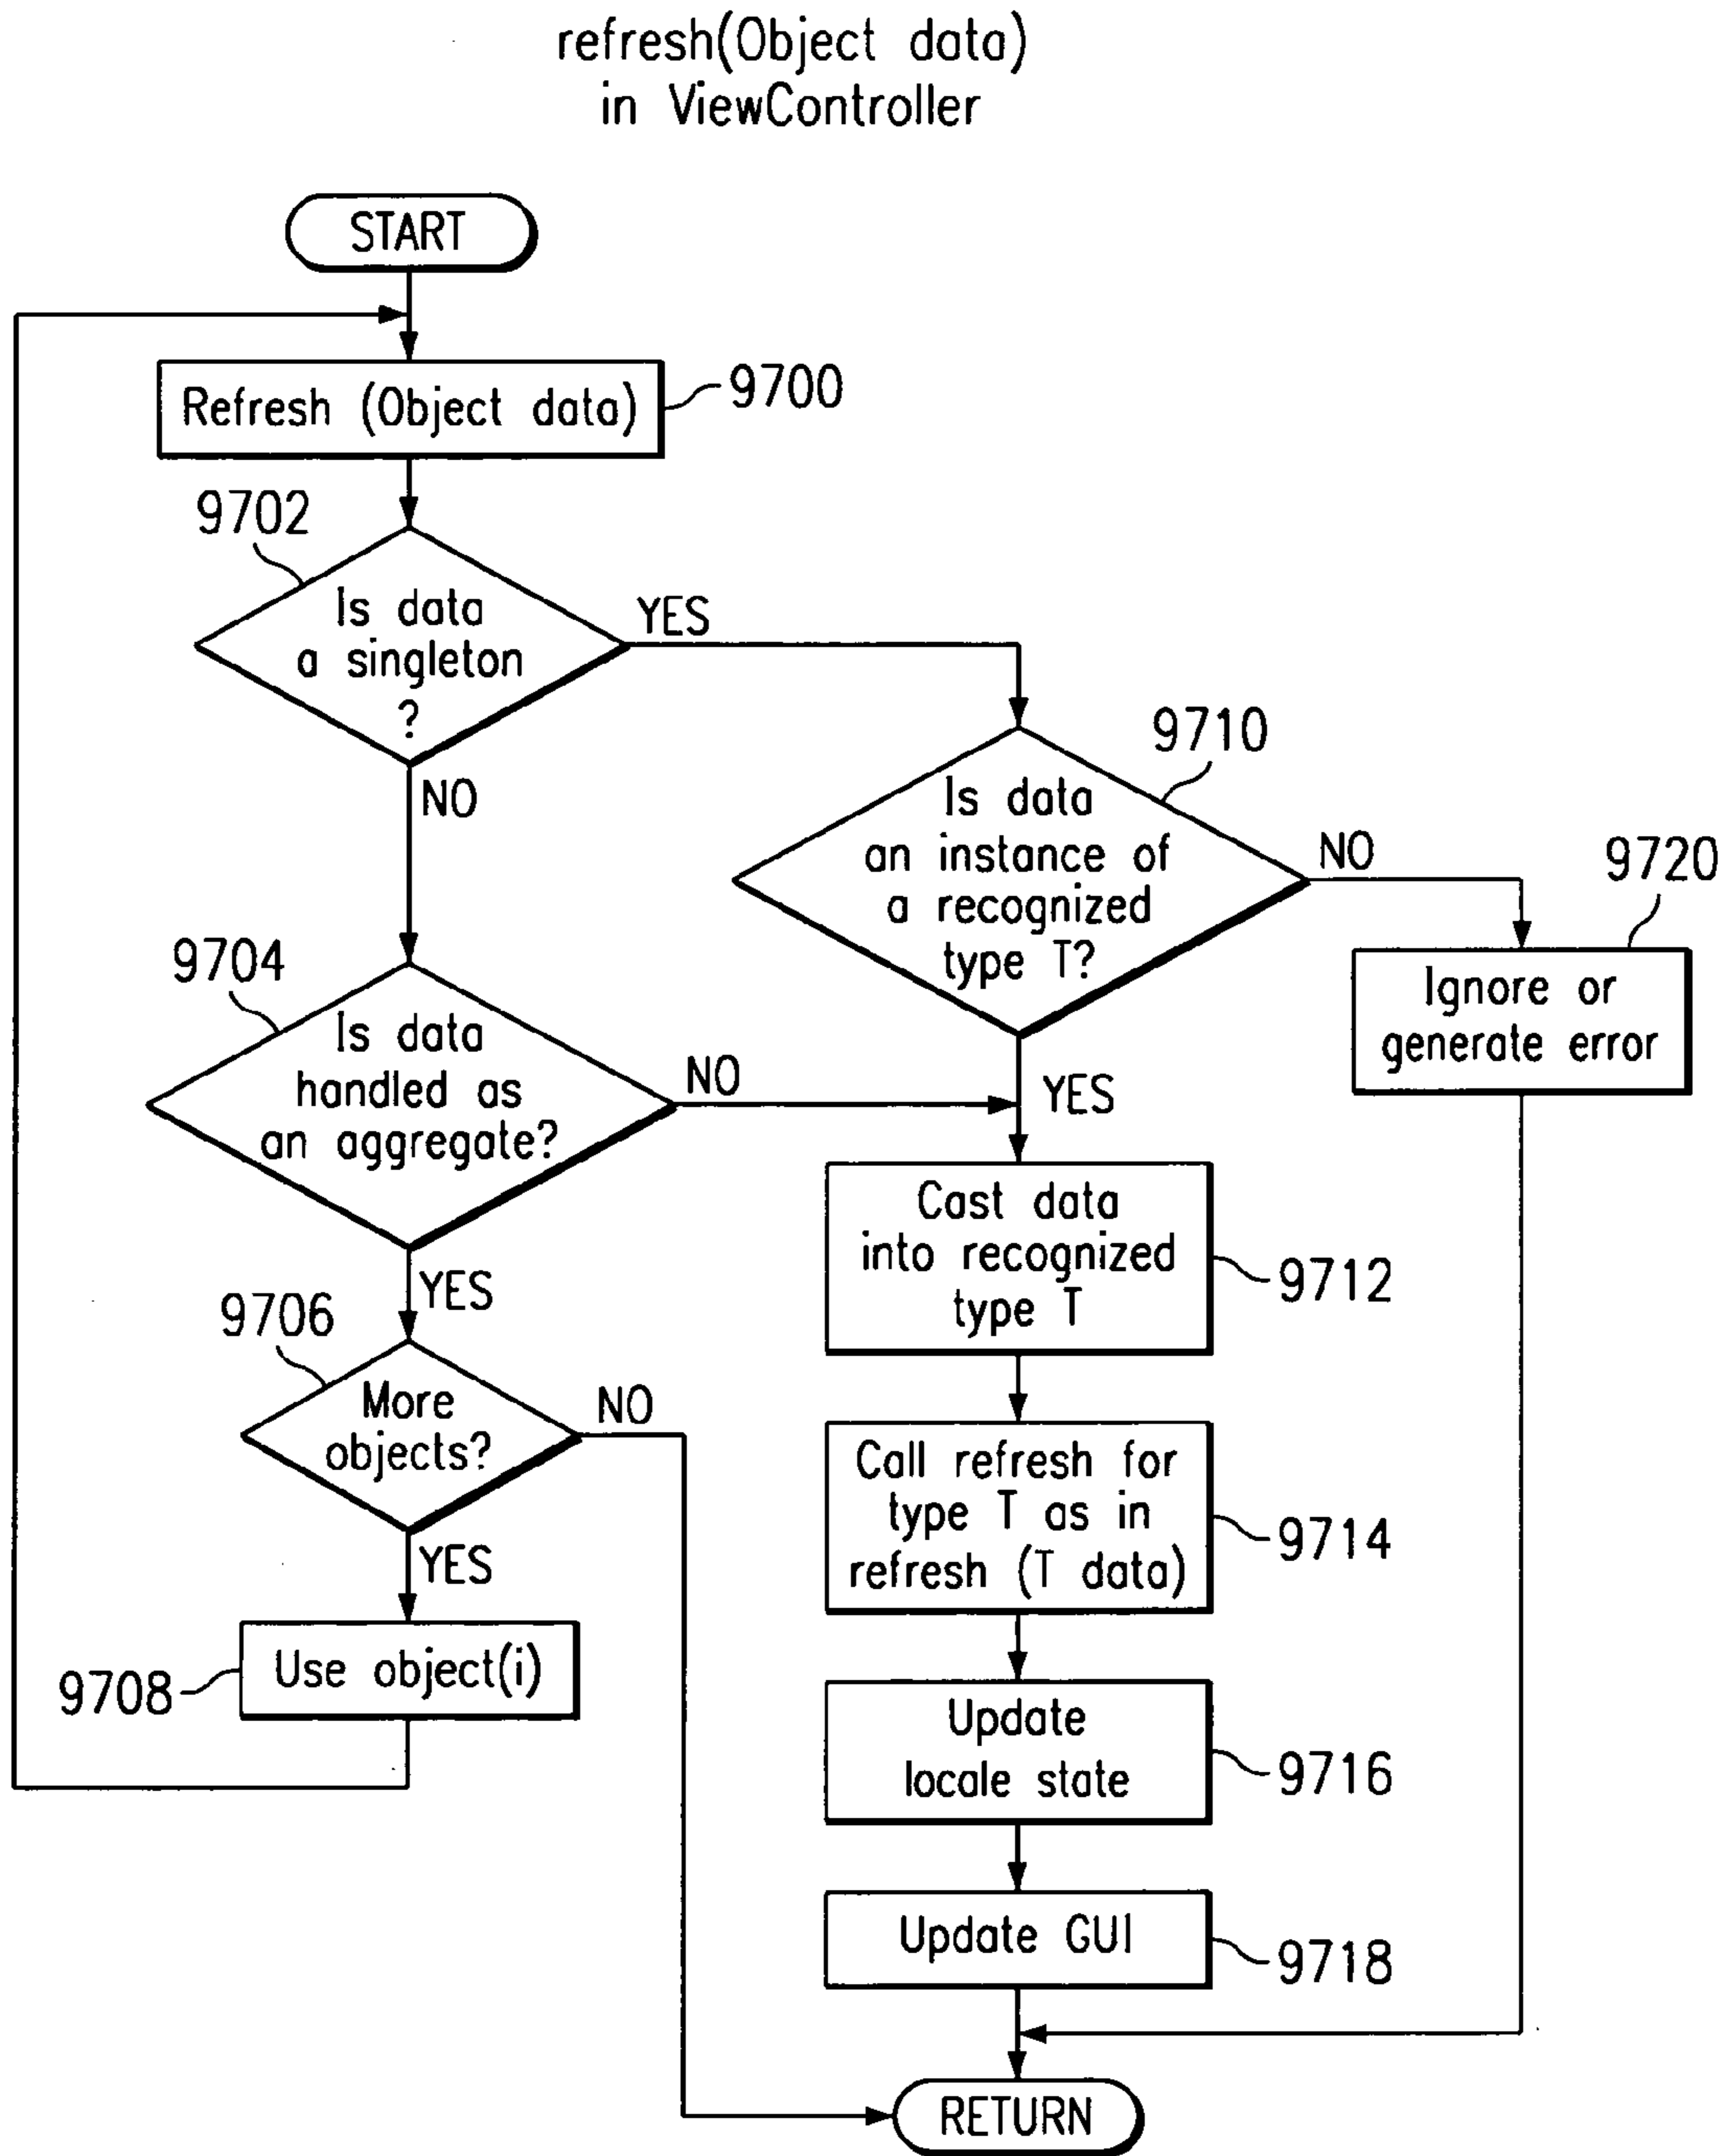 refresh(Object data)
in ViewController
START
Refresh (Object data)
9700
9702
Is data
a singleton
?
YES
NO
9710
Is data
an instance of
a recognized
type T?
NO
YES
9720
Ignore or
generate error
9704
Is data
handled as
an aggregate?
NO
YES
Cast data
into recognized
type T
9712
9706
More
objects?
NO
YES
Call refresh for
type T as in
refresh (T data)
9714
Use object(i)
9708
Update
locale state
9716
Update GUI
9718
RETURN